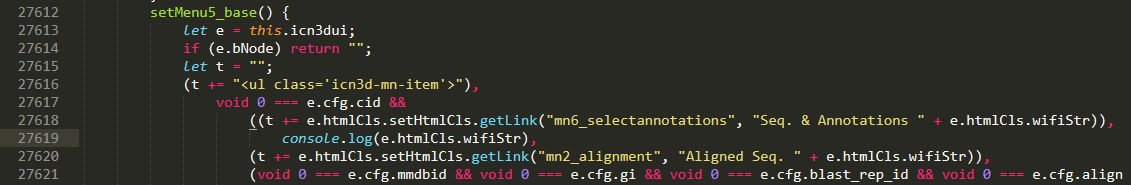 27612 setMenu5_base() {
27613 let e = this.icn3dui;
27614 if (e.bNode) return "";
27615 let t = "";
27616 (t += "<ul class='icn3d-mn-item'>"),
27617 void 0 === e.cfg.cid &&
27618 ((t += e.htmlCls.setHtmlCls.getLink("mn6_selectannotations", "Seq. & Annotations " + e.htmlCls.wifiStr)),
27619 console.log(e.htmlCls.wifiStr),
27620 (t += e.htmlCls.setHtmlCls.getLink("mn2_alignment", "Aligned Seq. " + e.htmlCls.wifiStr)),
27621 (void 0 === e.cfg.mmdbid && void 0 === e.cfg.gi && void 0 === e.cfg.blast_rep_id && void 0 === e.cfg.align